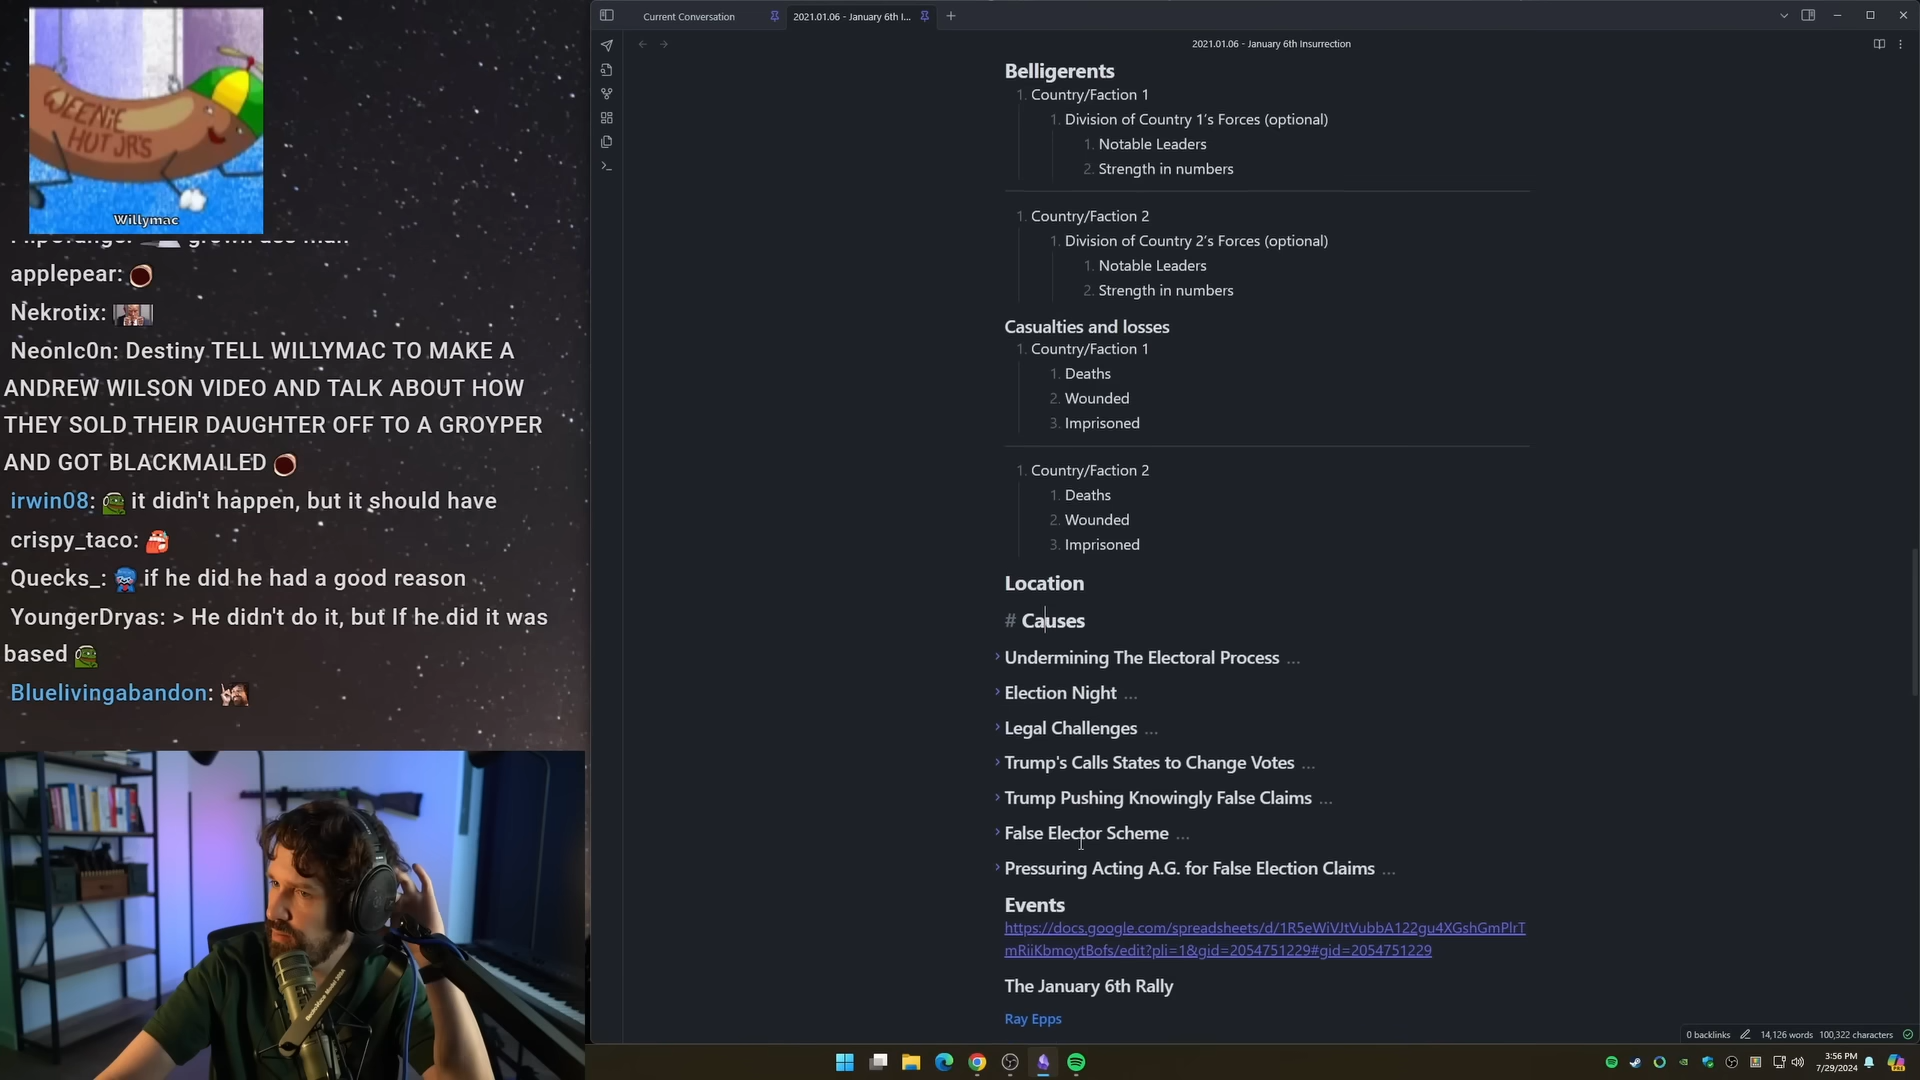 WEENIE
HUT JR'S
Willymac
applepear:
Nekrotix:
NeonIc0n: Destiny TELL WILLYMAC TO MAKE A
ANDREW WILSON VIDEO AND TALK ABOUT HOW
THEY SOLD THEIR DAUGHTER OFF TO A GROYPER
AND GOT BLACKMAILED
irwin08: it didn't happen, but it should have
crispy_taco:
Quecks_: if he did he had a good reason
YoungerDryas: > He didn't do it, but If he did it was
based
Bluelivingabandon:
Current Conversation
2021.01.06 - January 6th I...
2021.01.06 - January 6th Insurrection
Belligerents
1. Country/Faction 1
1. Division of Country 1's Forces (optional)
1. Notable Leaders
2. Strength in numbers
1. Country/Faction 2
1. Division of Country 2's Forces (optional)
1. Notable Leaders
2. Strength in numbers
Casualties and losses
1. Country/Faction 1
1. Deaths
2. Wounded
3. Imprisoned
1. Country/Faction 2
1. Deaths
2. Wounded
3. Imprisoned
Location
# Causes
Undermining The Electoral Process ...
Election Night ...
Legal Challenges ...
Trump's Calls States to Change Votes ...
Trump Pushing Knowingly False Claims ...
False Elector Scheme ...
Pressuring Acting A.G. for False Election Claims ...
Events
https://docs.google.com/spreadsheets/d/1R5eWiVJtVubbA122gu4XGshGmPlrT
mRiiKbmoytBofs/edit?pli=1&gid=2054751229#gid=2054751229
The January 6th Rally
Ray Epps
0 backlinks 14,126 words 100,322 characters
3:56 PM
7/29/2024